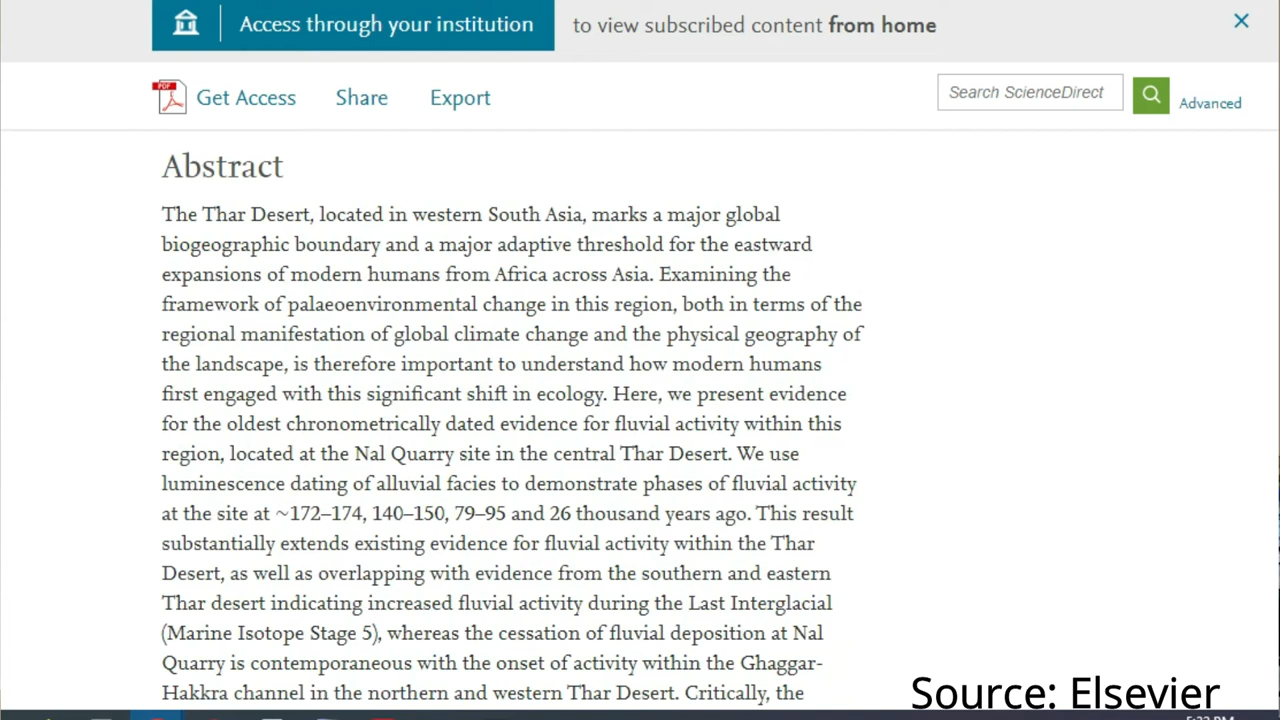 Access through your institution to view subscribed content from home
Get Access Share Export Search ScienceDirect Advanced
Abstract
The Thar Desert, located in western South Asia, marks a major global
biogeographic boundary and a major adaptive threshold for the eastward
expansions of modern humans from Africa across Asia. Examining the
framework of palaeoenvironmental change in this region, both in terms of the
regional manifestation of global climate change and the physical geography of
the landscape, is therefore important to understand how modern humans
first engaged with this significant shift in ecology. Here, we present evidence
for the oldest chronometrically dated evidence for fluvial activity within this
region, located at the Nal Quarry site in the central Thar Desert. We use
luminescence dating of alluvial facies to demonstrate phases of fluvial activity
at the site at ~172–174, 140–150, 79–95 and 26 thousand years ago. This result
substantially extends existing evidence for fluvial activity within the Thar
Desert, as well as overlapping with evidence from the southern and eastern
Thar desert indicating increased fluvial activity during the Last Interglacial
(Marine Isotope Stage 5), whereas the cessation of fluvial deposition at Nal
Quarry is contemporaneous with the onset of activity within the Ghaggar-
Hakkra channel in the northern and western Thar Desert. Critically, the
Source: Elsevier